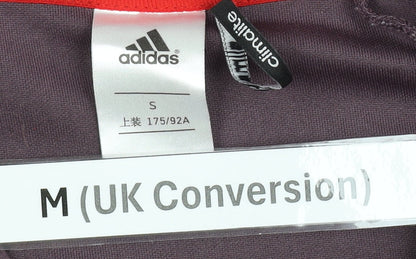 adidas
climalite
S
上装 175/92A
M (UK Conversion)